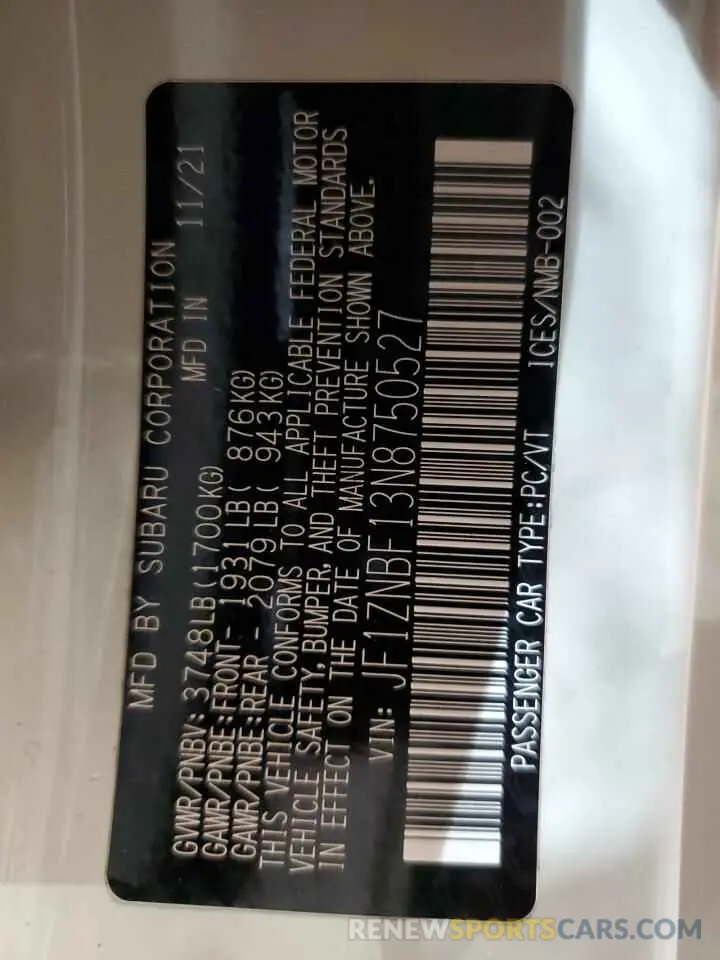 MFD BY SUBARU CORPORATION
MFD IN 11/21
GVWR/PNBV: 3748LB(1700KG)
GAWR/PNBE:FRONT- 1931LB( 876KG)
GAWR/PNBE:REAR - 2079LB( 943KG)
THIS VEHICLE CONFORMS TO ALL APPLICABLE FEDERAL MOTOR
VEHICLE SAFETY, BUMPER, AND THEFT PREVENTION STANDARDS
IN EFFECT ON THE DATE OF MANUFACTURE SHOWN ABOVE.
VIN: JF1ZNBF13N8750527
PASSENGER CAR TYPE:PC/VT ICES/NMB-002
RENEWSPORTSCARS.COM